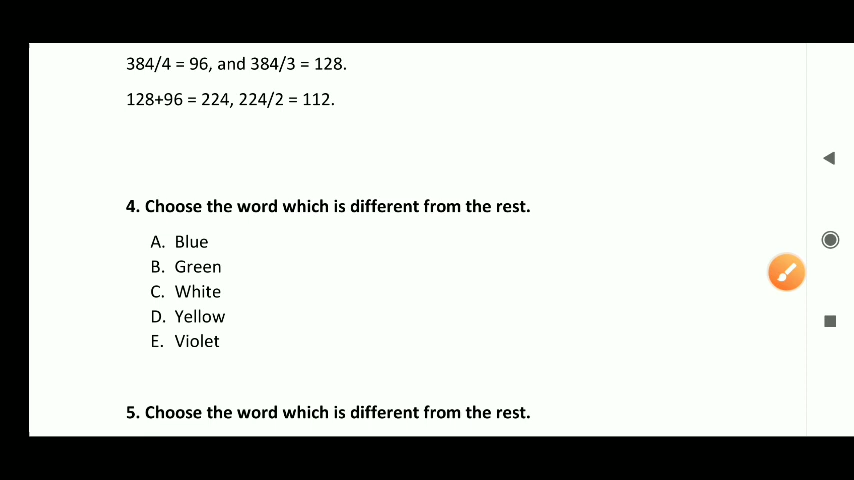 384/4 = 96, and 384/3 = 128.
128+96 = 224, 224/2 = 112.
4. Choose the word which is different from the rest.
A. Blue
B. Green
C. White
D. Yellow
E. Violet
5. Choose the word which is different from the rest.